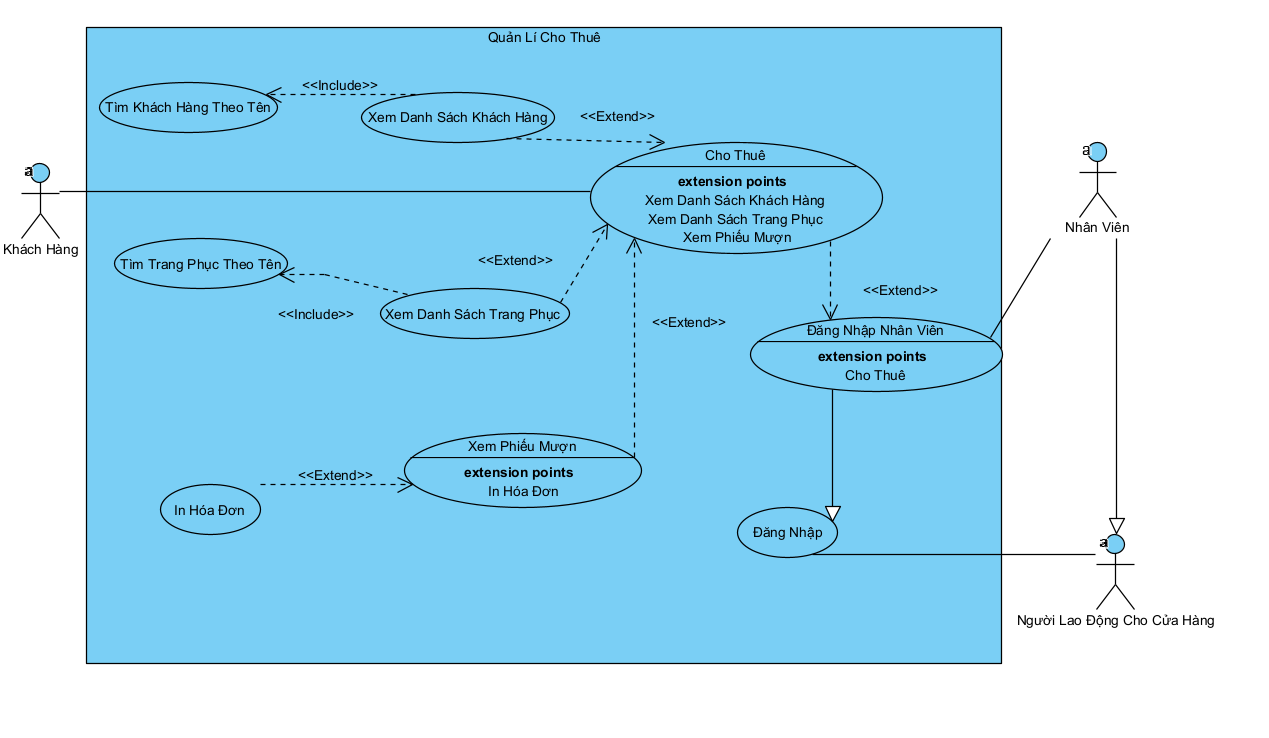 Quản Lí Cho Thuê
<<Include>>
Tìm Khách Hàng Theo Tên
Xem Danh Sách Khách Hàng
<<Extend>>
Cho Thuê
extension points
Xem Danh Sách Khách Hàng
Xem Danh Sách Trang Phục
Xem Phiếu Mượn
a
Khách Hàng
a
Nhân Viên
Tìm Trang Phục Theo Tên
<<Extend>>
<<Include>>
Xem Danh Sách Trang Phục
<<Extend>>
<<Extend>>
Đăng Nhập Nhân Viên
extension points
Cho Thuê
Xem Phiếu Mượn
extension points
In Hóa Đơn
<<Extend>>
In Hóa Đơn
Đăng Nhập
a
Người Lao Động Cho Cửa Hàng